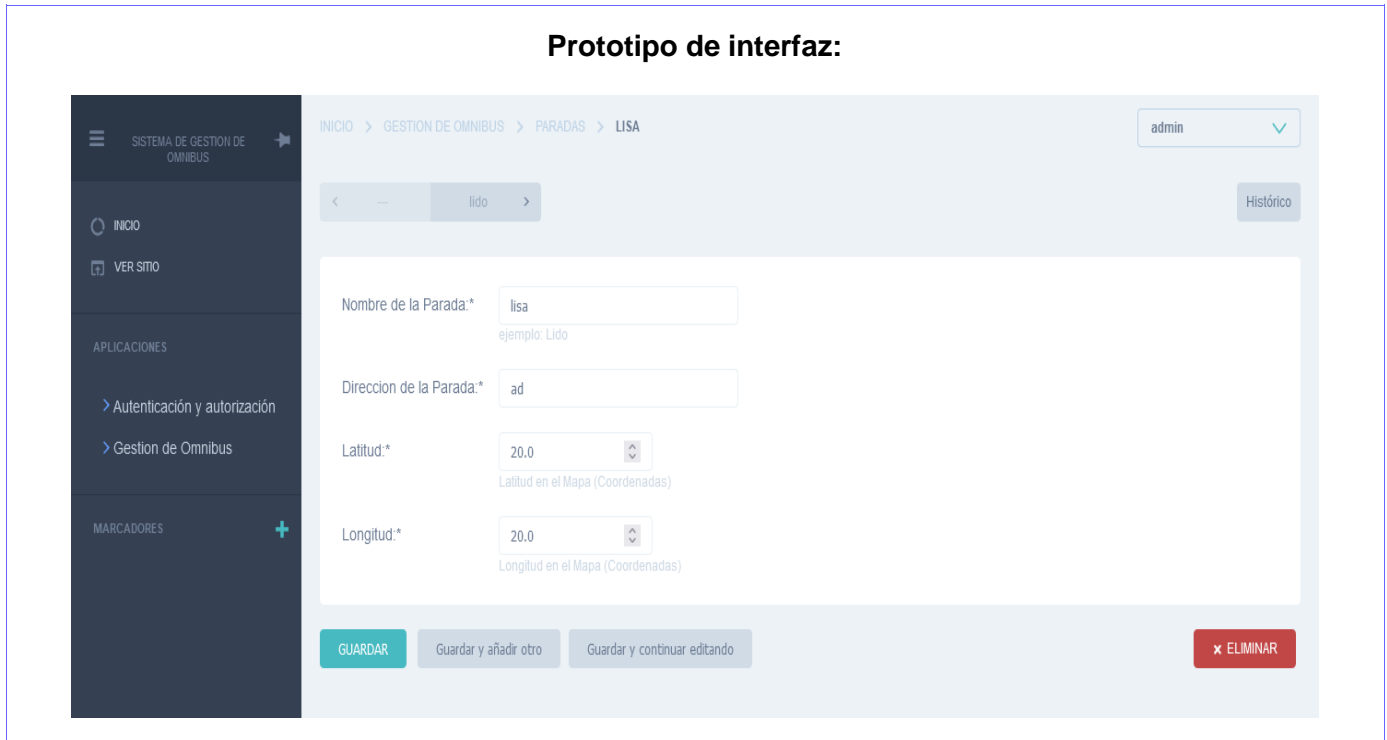 Prototipo de interfaz:
SISTEMA DE GESTION DE
OMNIBUS
INICIO
VER SITIO
APLICACIONES
Autenticación y autorización
Gestion de Omnibus
MARCADORES
INICIO > GESTION DE OMNIBUS > PARADAS > LISA
admin
< — lido >
Histórico
Nombre de la Parada:* lisa
ejemplo: Lido
Direccion de la Parada:* ad
Latitud:* 20.0
Latitud en el Mapa (Coordenadas)
Longitud:* 20.0
Longitud en el Mapa (Coordenadas)
GUARDAR Guardar y añadir otro Guardar y continuar editando × ELIMINAR